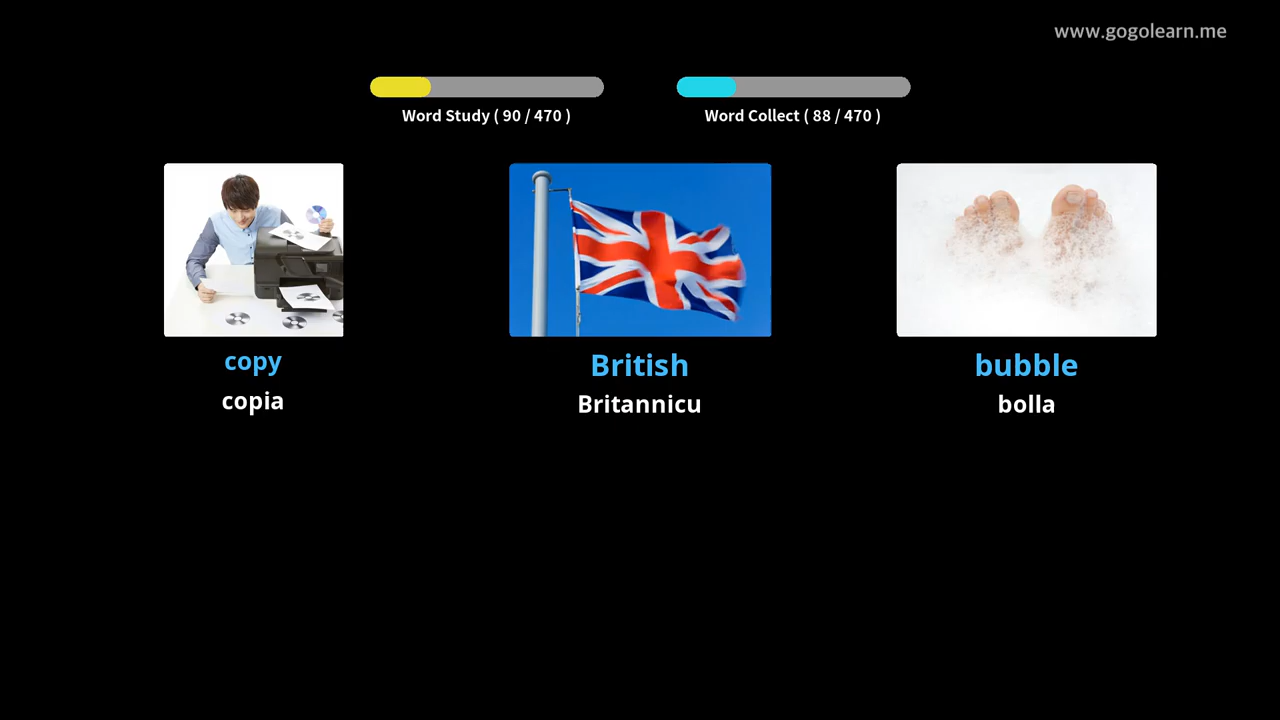 www.gogolearn.me
Word Study ( 90 / 470 )
Word Collect ( 88 / 470 )
copy
copia
British
Britannicu
bubble
bolla